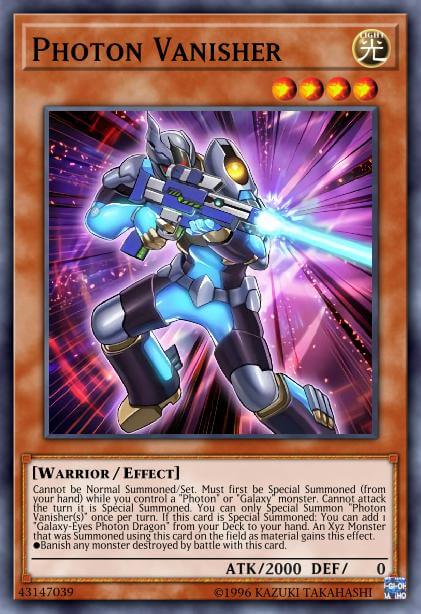 Photon Vanisher
LIGHT
光
[Warrior / Effect]
Cannot be Normal Summoned/Set. Must first be Special Summoned (from
your hand) while you control a "Photon" or "Galaxy" monster. Cannot attack
the turn it is Special Summoned. You can only Special Summon "Photon
Vanisher(s)" once per turn. If this card is Special Summoned: You can add 1
"Galaxy-Eyes Photon Dragon" from your Deck to your hand. An Xyz Monster
that was Summoned using this card on the field as material gains this effect.
●Banish any monster destroyed by battle with this card.
ATK/2000 DEF/ 0
43147039 ©1996 KAZUKI TAKAHASHI